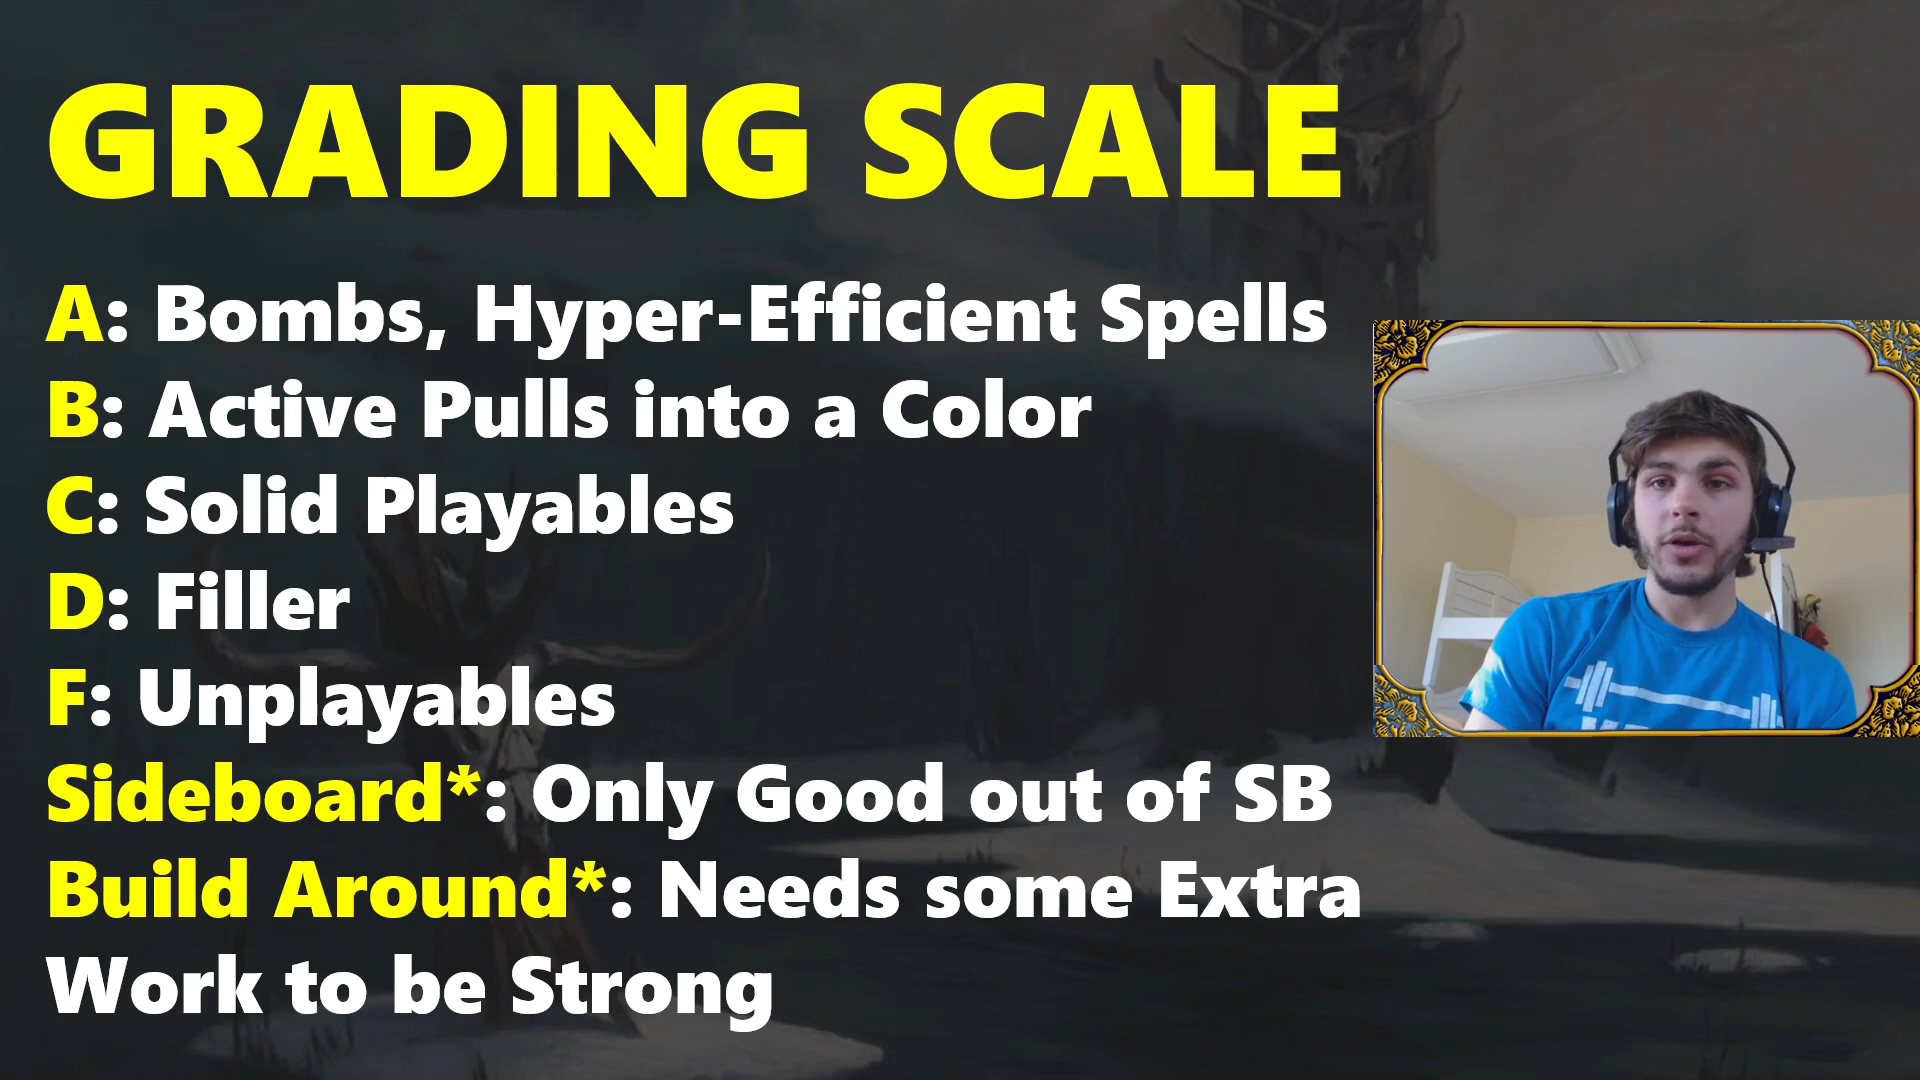 GRADING SCALE
A: Bombs, Hyper-Efficient Spells
B: Active Pulls into a Color
C: Solid Playables
D: Filler
F: Unplayables
Sideboard*: Only Good out of SB
Build Around*: Needs some Extra
Work to be Strong